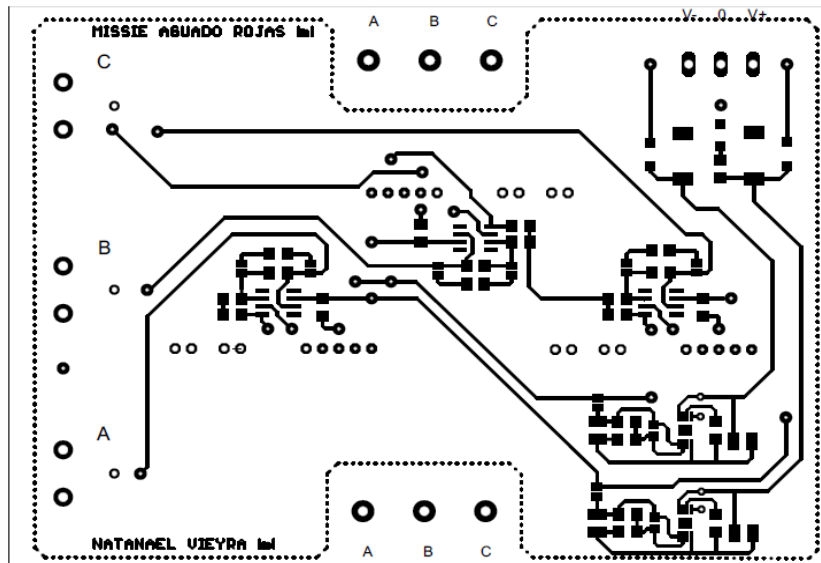 MISSIE AGUADO ROJAS
A B C
V- 0 V+
C
B
A
A B C
NATANAEL VIEYRA